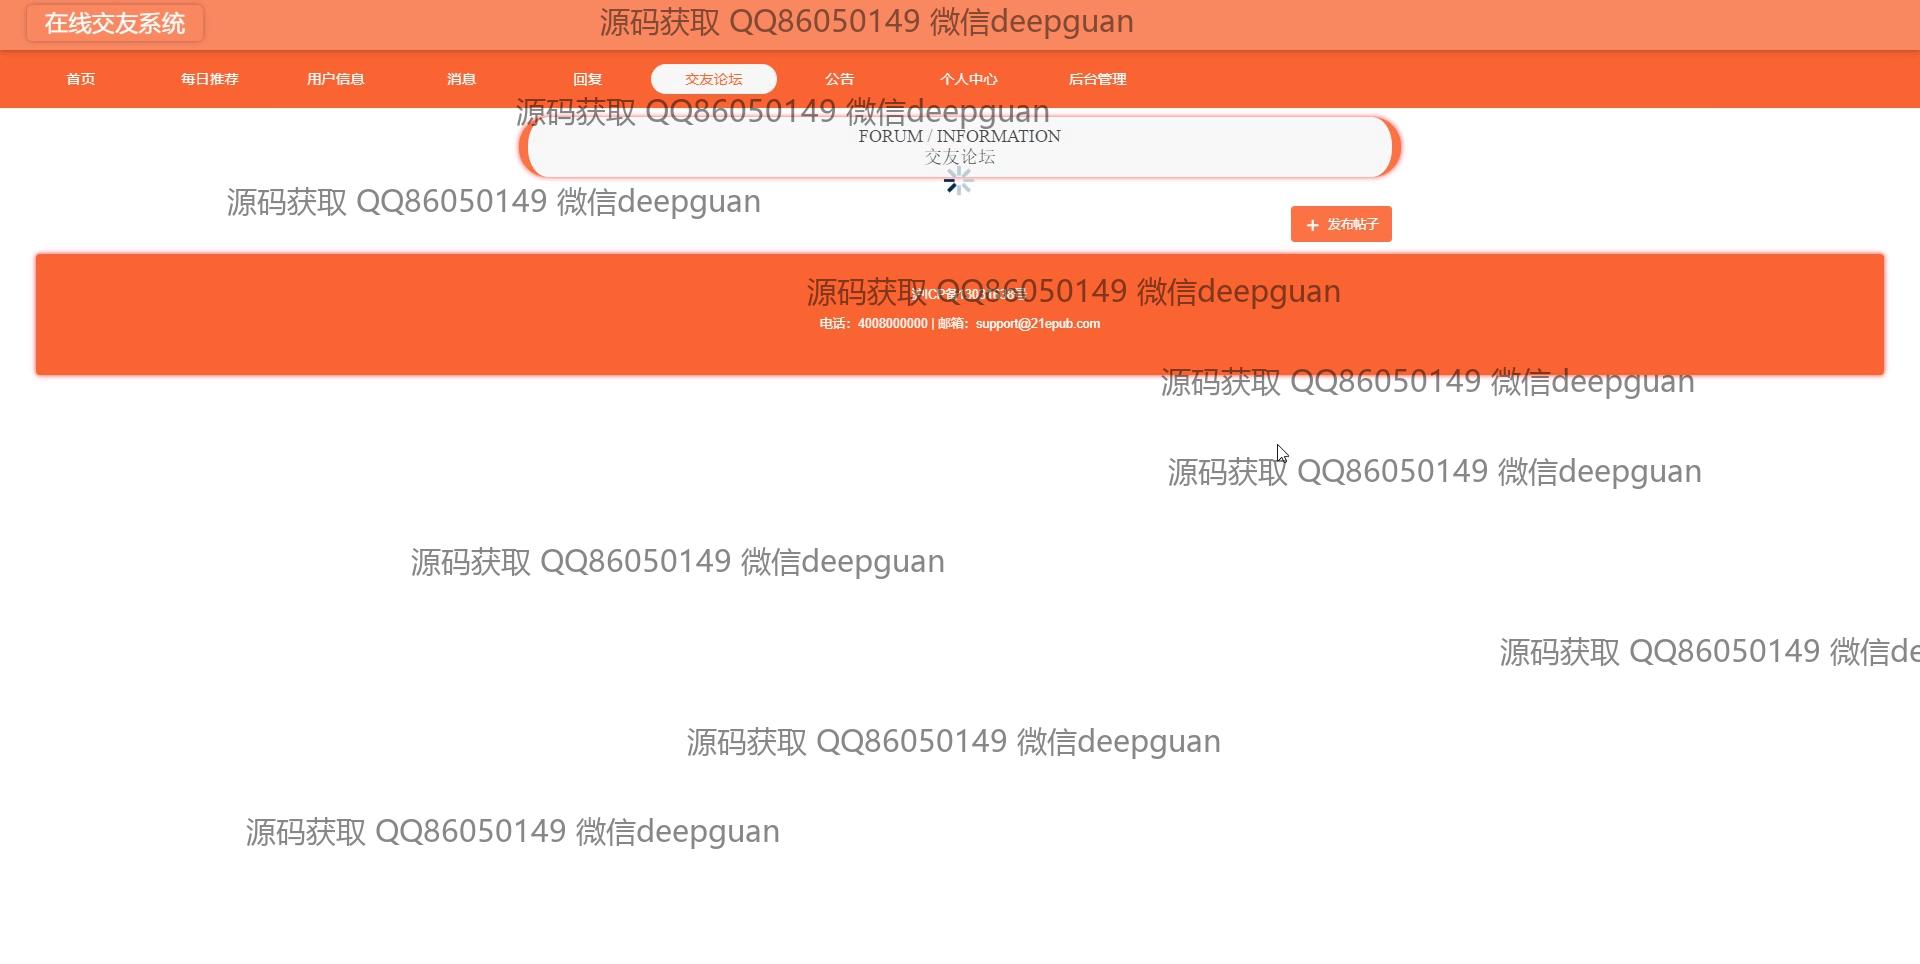 在线交友系统
源码获取 QQ86050149 微信deepguan
首页 每日推荐 用户信息 消息 回复 交友论坛 公告 个人中心 后台管理
源码获取 QQ86050149 微信deepguan
FORUM / INFORMATION
交友论坛
源码获取 QQ86050149 微信deepguan
+ 发布帖子
源码获取 QQ86050149 微信deepguan
电话：4008000000 | 邮箱：support@21epub.com
源码获取 QQ86050149 微信deepguan
源码获取 QQ86050149 微信deepguan
源码获取 QQ86050149 微信deepguan
源码获取 QQ86050149 微信de
源码获取 QQ86050149 微信deepguan
源码获取 QQ86050149 微信deepguan